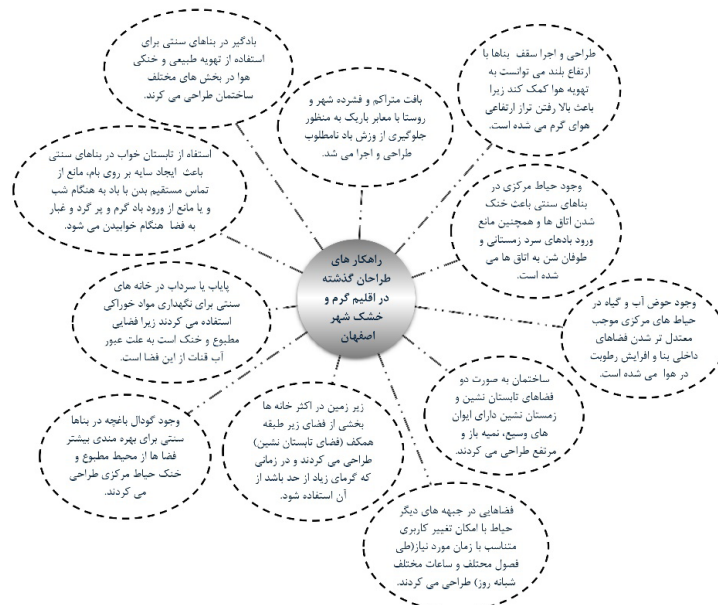 بادگیر در بناهای سنتی برای
استفاده از تهویه طبیعی و خنکی
هوا در بخش های مختلف
ساختمان طراحی می کرند.
بافت متراکم و فشرده شهر و
روستا با معابر باریک به منظور
جلوگیری از وزش باد نامطلوب
طراحی و اجرا می شد.
طراحی و اجرا سقف بناها با
ارتفاع بلند می توانست به
تهویه هوا کمک کند زیرا
باعث بالا رفتن تراز ارتفاعی
هوای گرم می شده است.
استفاه از تابستان خواب در بناهای سنتی
باعث ایجاد سایه بر روی بام، مانع از
تماس مستقیم بدن با باد به هنگام شب
و یا مانع از ورود باد گرم و پر گرد و غبار
به فضا هنگام خوابیدن می شود.
وجود حیاط مرکزی در
بناهای سنتی باعث خنک
شدن اتاق ها و همچنین مانع
ورود بادهای سرد زمستانی و
طوفان شن به اتاق ها می
شده است.
راهکار های
طراحان گذشته
در اقلیم گرم و
خشک شهر
اصفهان
پایاب یا سرداب در خانه های
سنتی برای نگهداری مواد خوراکی
استفاده می کردند زیرا فضایی
مطبوع و خنک است به علت عبور
آب قنات از این فضا است.
وجود حوض آب و گیاه در
حیاط های مرکزی موجب
معتدل تر شدن فضاهای
داخلی بنا و افرایش رطوبت
در هوا می شده است.
ساختمان به صورت دو
فضاهای تابستان نشین و
زمستان نشین دارای ایوان
های وسیع، نمیه باز و
مرتفع طراحی می کردند.
زیر زمین در اکثر خانه ها
بخشی از فضای زیر طبقه
همکف (فضای تابستان نشین)
طراحی می کردند و در زمانی
که گرمای زیاد از حد باشد از
آن استفاده شود.
وجود گودال باغچه در بناها
سنتی برای بهره مندی بیشتر
فضا ها از محیط مطبوع و
خنک حیاط مرکزی طراحی
می کردند.
فضاهایی در جبهه های دیگر
حیاط با امکان تغییر کاربری
متناسب با زمان مورد نیاز(طی
فصول محتلف و ساعات مختلف
شبانه روز) طراحی می کردند.